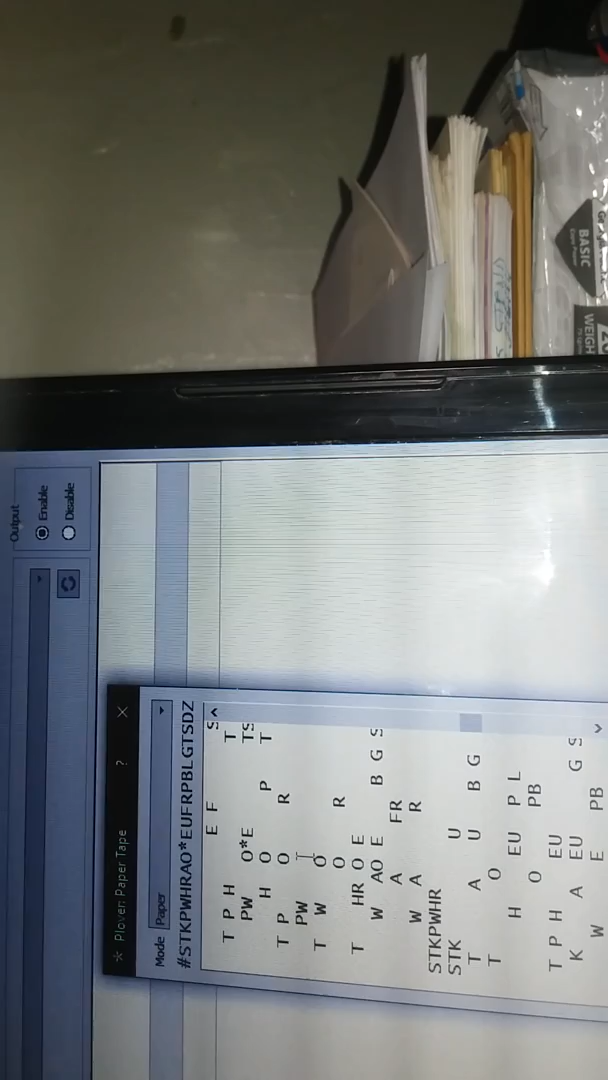 Output
Enable
Disable
Plover: Paper Tape ? X
Mode Paper
#STKPWHRAO*EUFRPBLGTSDZ
E F S
T P H T
PW O*E TS
H O P T
T P O R
PW
T W O
O R
T HR O E
W AO E B G S
A FR
W A R
STKPWHR
STK U
T A U B G
T O
H EU P L
O PB
T P H EU
K A EU G S
W E PB
BASIC
WEIGH
20